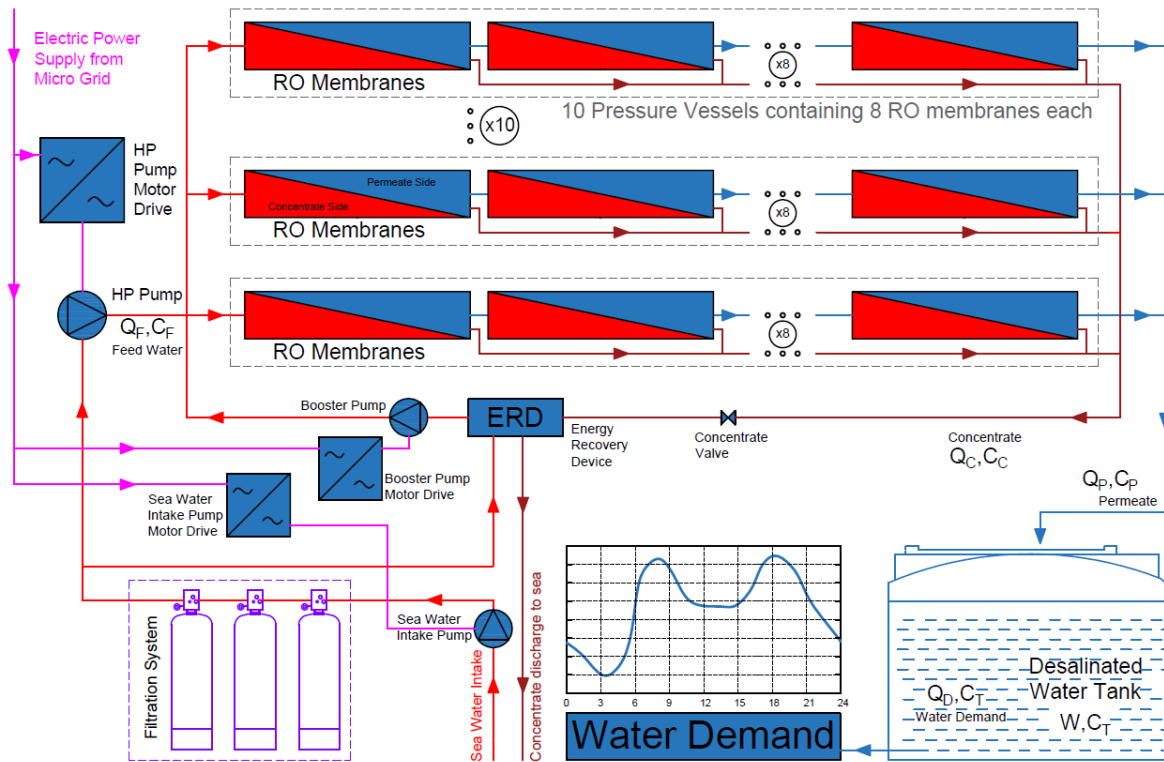 Electric Power
Supply from
Micro Grid
RO Membranes
x8
10 Pressure Vessels containing 8 RO membranes each
x10
HP
Pump
Motor
Drive
Permeate Side
Concentrate Side
RO Membranes
x8
HP Pump
QF,CF
Feed Water
RO Membranes
x8
Booster Pump
ERD
Energy
Recovery
Device
Concentrate
Valve
Concentrate
QC,CC
Booster Pump
Motor Drive
Sea Water
Intake Pump
Motor Drive
QP,CP
Permeate
Filtration System
Sea Water
Intake Pump
Sea Water Intake
Concentrate discharge to sea
0 3 6 9 12 15 18 21 24
Water Demand
Desalinated
Water Tank
QD,CT
Water Demand
W,CT